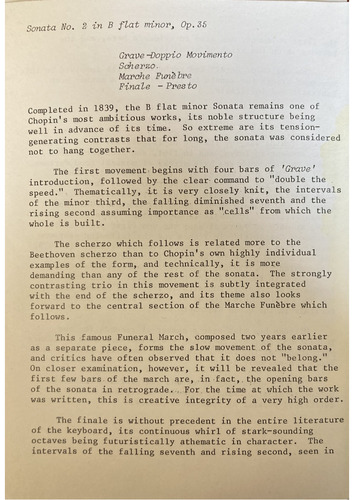 Sonata No. 2 in B flat minor, Op.35
Grave-Doppio Movimento
Scherzo
Marche Funèbre
Finale - Presto
Completed in 1839, the B flat minor Sonata remains one of
Chopin's most ambitious works, its noble structure being
well in advance of its time. So extreme are its tension-
generating contrasts that for long, the sonata was considered
not to hang together.
The first movement begins with four bars of 'Grave'
introduction, followed by the clear command to "double the
speed." Thematically, it is very closely knit, the intervals
of the minor third, the falling diminished seventh and the
rising second assuming importance as "cells" from which the
whole is built.
The scherzo which follows is related more to the
Beethoven scherzo than to Chopin's own highly individual
examples of the form, and technically, it is more
demanding than any of the rest of the sonata. The strongly
contrasting trio in this movement is subtly integrated
with the end of the scherzo, and its theme also looks
forward to the central section of the Marche Funèbre which
follows.
This famous Funeral March, composed two years earlier
as a separate piece, forms the slow movement of the sonata,
and critics have often observed that it does not "belong."
On closer examination, however, it will be revealed that the
first few bars of the march are, in fact, the opening bars
of the sonata in retrograde. For the time at which the work
was written, this is creative integrity of a very high order.
The finale is without precedent in the entire literature
of the keyboard, its continuous whirl of stark-sounding
octaves being futuristically athematic in character. The
intervals of the falling seventh and rising second, seen in